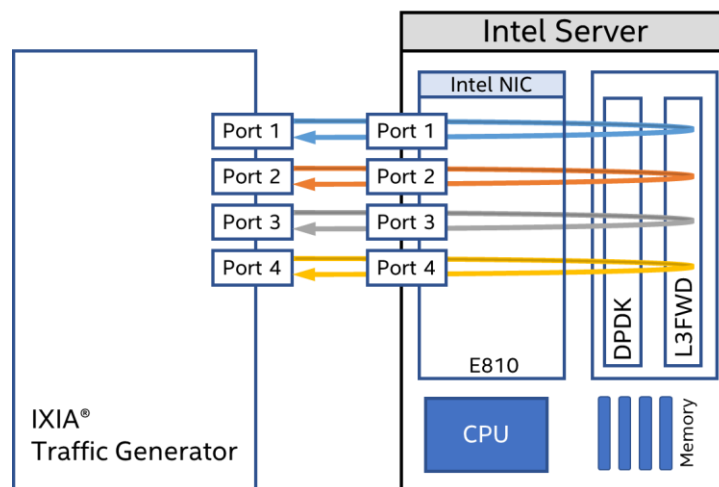 Intel Server
Intel NIC
Port 1
Port 1
Port 2
Port 2
Port 3
Port 3
Port 4
Port 4
DPDK
L3FWD
E810
IXIA®
Traffic Generator
CPU
Memory